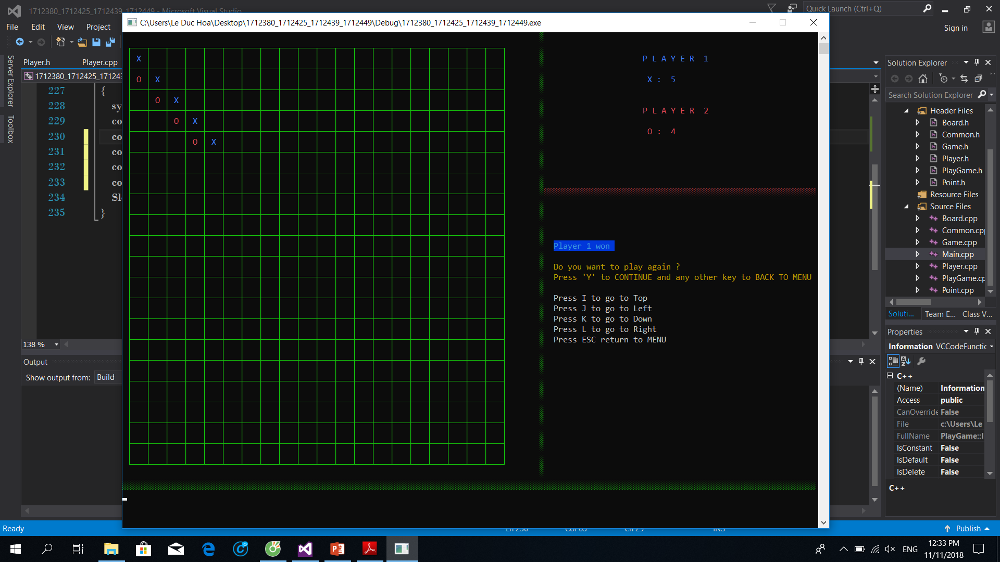 1712380_1712425_1712439_1712449 - Microsoft Visual Studio
Quick Launch (Ctrl+Q)
File Edit View Project
Sign in
C:\Users\Le Duc Hoa\Desktop\1712380_1712425_1712439_1712449\Debug\1712380_1712425_1712439_1712449.exe
Server Explorer
Toolbox
Player.h Player.cpp
1712380_1712425_17124
227 {
228 sy
229 co
230 co
231 co
232 co
233 co
234 Sl
235 }
138 %
Output
Show output from: Build
X
O X
O X
O X
O X
PLAYER 1
X : 5
PLAYER 2
O : 4
Player 1 won
Do you want to play again ?
Press 'Y' to CONTINUE and any other key to BACK TO MENU
Press I to go to Top
Press J to go to Left
Press K to go to Down
Press L to go to Right
Press ESC return to MENU
Solution Explorer
Search Solution Explorer
Header Files
Board.h
Common.h
Game.h
Player.h
PlayGame.h
Point.h
Resource Files
Source Files
Board.cpp
Common.cpp
Game.cpp
Main.cpp
Player.cpp
PlayGame.cp
Point.cpp
Soluti... Team E... Class V...
Properties
Information VCCodeFunctic
C++
(Name) Information
Access public
CanOverride False
File c:\Users\Le
FullName PlayGame::I
IsConstant False
IsDefault False
IsDelete False
C++
Ready
Ln 230 Col 63 Ch 29 INS
Publish
ENG
12:33 PM
11/11/2018